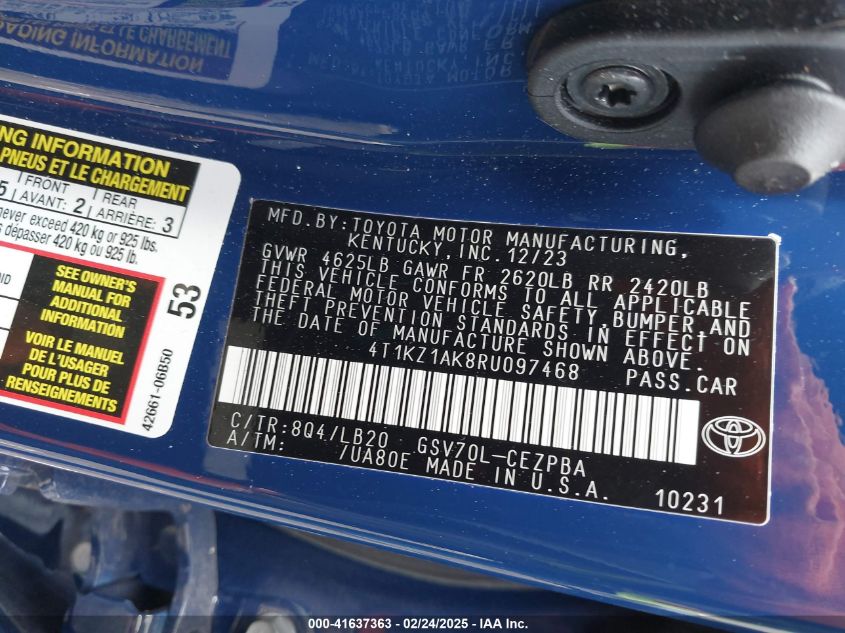 NG INFORMATION
PNEUS ET LE CHARGEMENT
5 FRONT AVANT: 2 REAR ARRIÈRE: 3
never exceed 420 kg or 925 lbs.
s dépasser 420 kg ou 925 lb.
SEE OWNER'S
MANUAL FOR
ADDITIONAL
INFORMATION
VOIR LE MANUEL
DE L'USAGER
POUR PLUS DE
RENSEIGNEMENTS
53
42661-06B50
MFD. BY: TOYOTA MOTOR MANUFACTURING,
KENTUCKY, INC. 12/23
GVWR 4625LB GAWR FR 2620LB RR 2420LB
THIS VEHICLE CONFORMS TO ALL APPLICABLE
FEDERAL MOTOR VEHICLE SAFETY, BUMPER, AND
THEFT PREVENTION STANDARDS IN EFFECT ON
THE DATE OF MANUFACTURE SHOWN ABOVE.
4T1KZ1AK8RU097468 PASS. CAR
C/TR: 8Q4/LB20 GSV70L-CEZPBA
A/TM: /UA80E MADE IN U.S.A.
10231
000-41637363 - 02/24/2025 - IAA Inc.